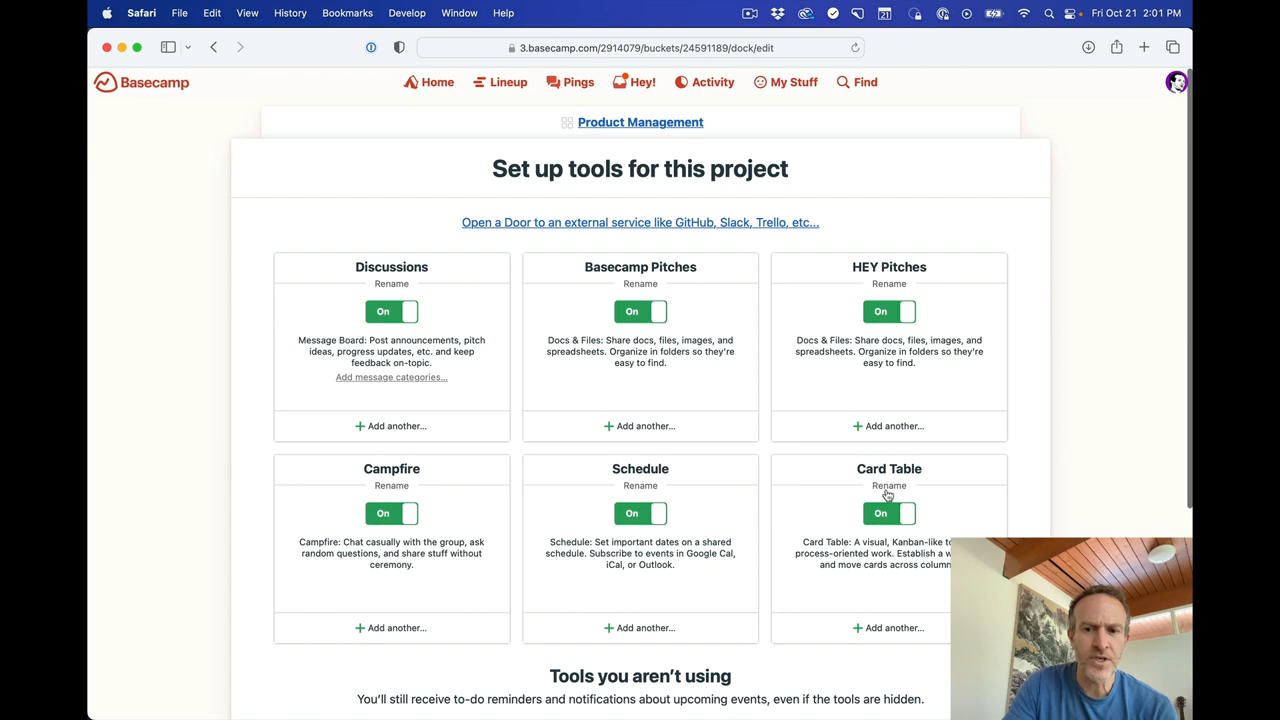 Safari File Edit View History Bookmarks Develop Window Help
21
Fri Oct 21 2:01 PM
3.basecamp.com/2914079/buckets/24591189/dock/edit
Basecamp
Home Lineup Pings Hey! Activity My Stuff Find
Product Management
Set up tools for this project
Open a Door to an external service like GitHub, Slack, Trello, etc...
Discussions
Rename
On
Message Board: Post announcements, pitch
ideas, progress updates, etc. and keep
feedback on-topic.
Add message categories...
+ Add another...
Basecamp Pitches
Rename
On
Docs & Files: Share docs, files, images, and
spreadsheets. Organize in folders so they're
easy to find.
+ Add another...
HEY Pitches
Rename
On
Docs & Files: Share docs, files, images, and
spreadsheets. Organize in folders so they're
easy to find.
+ Add another...
Campfire
Rename
On
Campfire: Chat casually with the group, ask
random questions, and share stuff without
ceremony.
+ Add another...
Schedule
Rename
On
Schedule: Set important dates on a shared
schedule. Subscribe to events in Google Cal,
iCal, or Outlook.
+ Add another...
Card Table
Rename
On
Card Table: A visual, Kanban-like
process-oriented work. Establish a
and move cards across
+ Add another...
Tools you aren't using
You'll still receive to-do reminders and notifications about upcoming events, even if the tools are hidden.